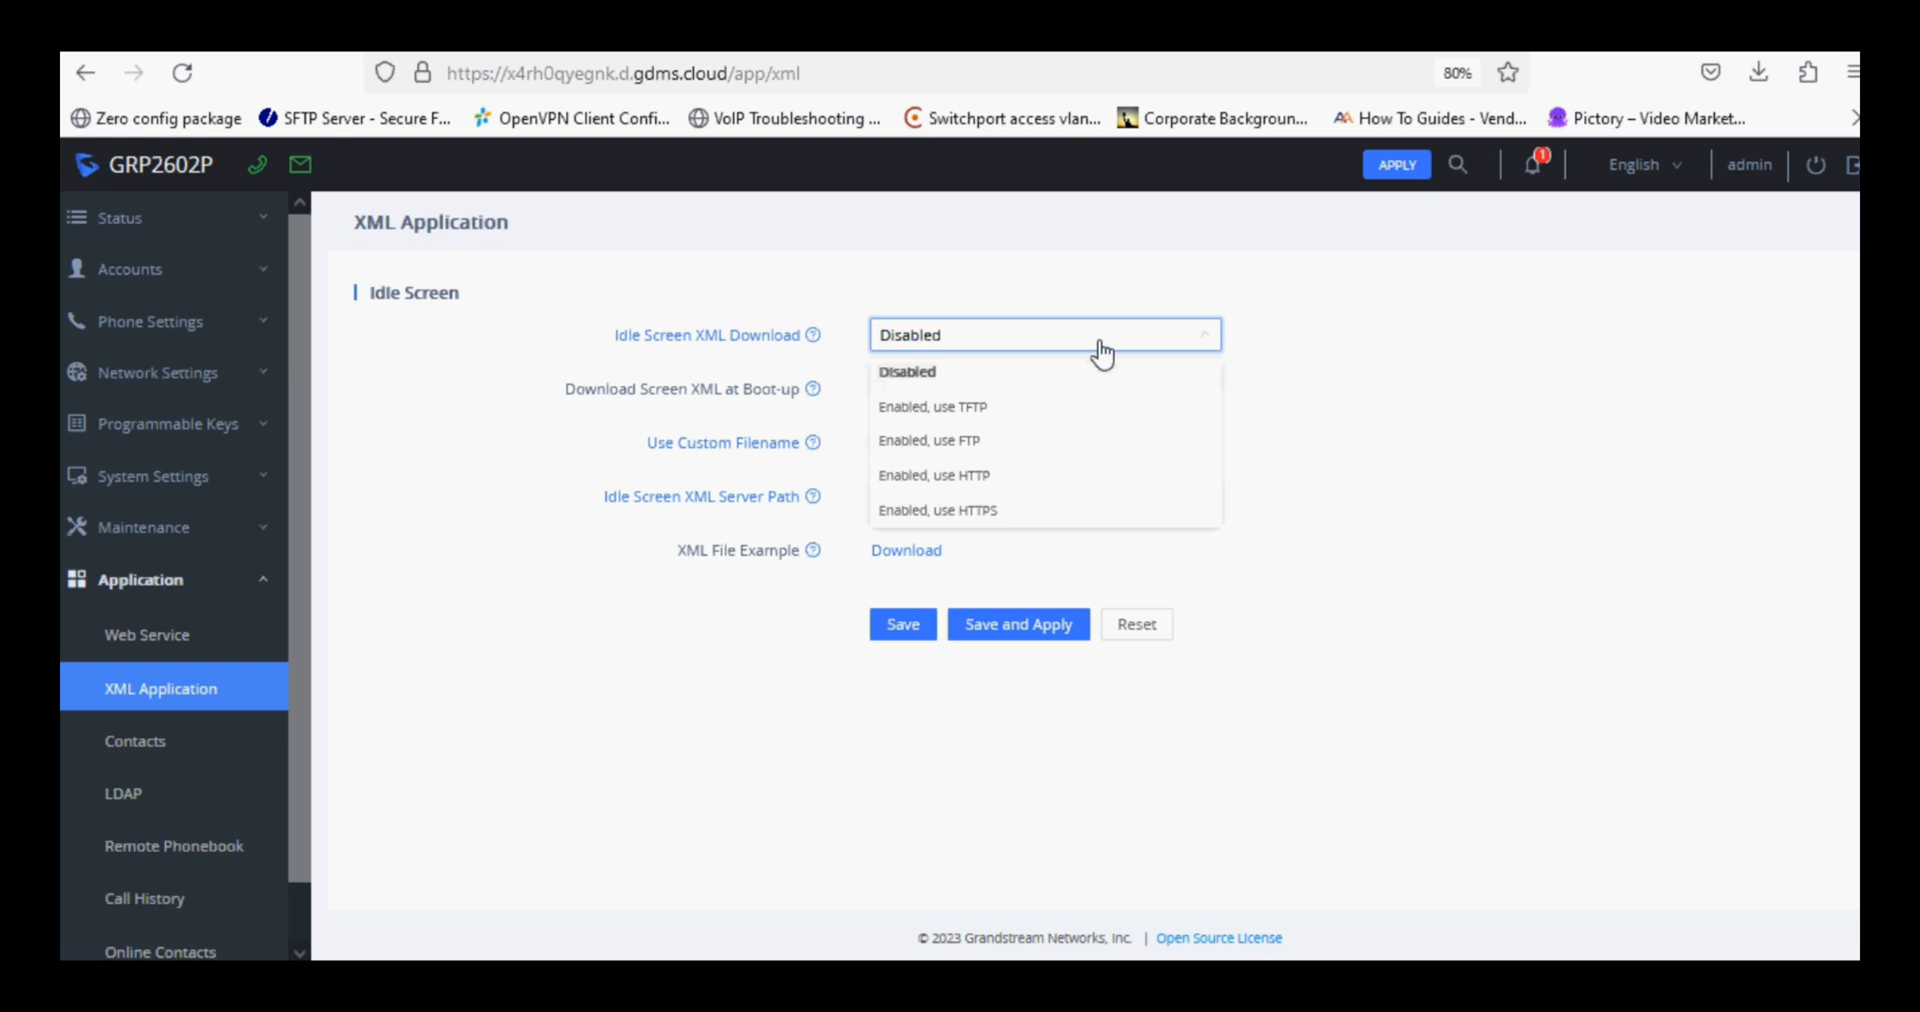 https://x4rh0qyegnk.d.gdms.cloud/app/xml 80%
Zero config package SFTP Server - Secure F... OpenVPN Client Confi... VoIP Troubleshooting ... Switchport access vlan... Corporate Backgroun... How To Guides - Vend... Pictory – Video Market...
GRP2602P APPLY 1 English admin
Status
Accounts
Phone Settings
Network Settings
Programmable Keys
System Settings
Maintenance
Application
Web Service
XML Application
Contacts
LDAP
Remote Phonebook
Call History
Online Contacts
XML Application
Idle Screen
Idle Screen XML Download ? Disabled
Disabled
Download Screen XML at Boot-up ?
Enabled, use TFTP
Enabled, use FTP
Use Custom Filename ?
Enabled, use HTTP
Idle Screen XML Server Path ?
Enabled, use HTTPS
XML File Example ? Download
Save Save and Apply Reset
© 2023 Grandstream Networks, Inc. | Open Source License